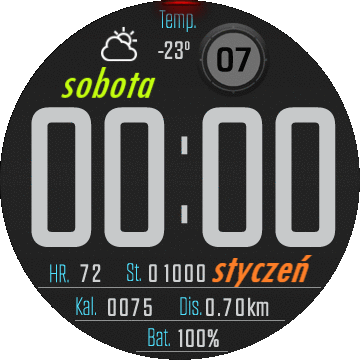 Temp.
-23°
07
sobota
00:00
HR. 72 St. 01000 styczeń
Kal. 0075 Dis. 0.70km
Bat. 100%